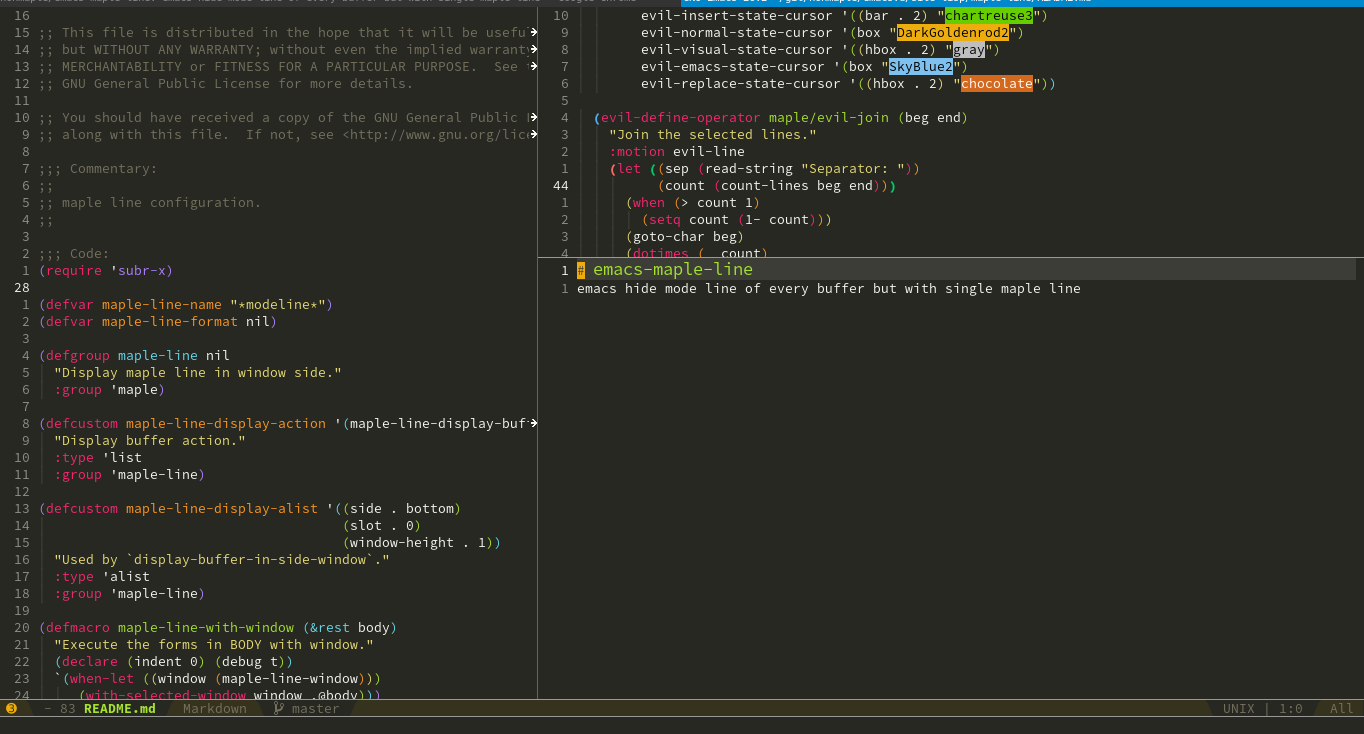 16
15 ;; This file is distributed in the hope that it will be usefu
14 ;; but WITHOUT ANY WARRANTY; without even the implied warrant
13 ;; MERCHANTABILITY or FITNESS FOR A PARTICULAR PURPOSE.  See
12 ;; GNU General Public License for more details.
11
10 ;; You should have received a copy of the GNU General Public
9 ;; along with this file.  If not, see <http://www.gnu.org/lice
8
7 ;;; Commentary:
6 ;;
5 ;; maple line configuration.
4 ;;
3
2 ;;; Code:
1 (require 'subr-x)
28
1 (defvar maple-line-name "*modeline*")
2 (defvar maple-line-format nil)
3
4 (defgroup maple-line nil
5   "Display maple line in window side."
6   :group 'maple)
7
8 (defcustom maple-line-display-action '(maple-line-display-buf
9   "Display buffer action."
10   :type 'list
11   :group 'maple-line)
12
13 (defcustom maple-line-display-alist '((side . bottom)
14                                       (slot . 0)
15                                       (window-height . 1))
16   "Used by `display-buffer-in-side-window`."
17   :type 'alist
18   :group 'maple-line)
19
20 (defmacro maple-line-with-window (&rest body)
21   "Execute the forms in BODY with window."
22   (declare (indent 0) (debug t))
23   `(when-let ((window (maple-line-window)))
24      (with-selected-window window ,@body)))
10       evil-insert-state-cursor '((bar . 2) "chartreuse3")
9       evil-normal-state-cursor '(box "DarkGoldenrod2")
8       evil-visual-state-cursor '((hbox . 2) "gray")
7       evil-emacs-state-cursor '(box "SkyBlue2")
6       evil-replace-state-cursor '((hbox . 2) "chocolate"))
5
4 (evil-define-operator maple/evil-join (beg end)
3   "Join the selected lines."
2   :motion evil-line
1   (let ((sep (read-string "Separator: "))
44         (count (count-lines beg end)))
1     (when (> count 1)
2       (setq count (1- count)))
3     (goto-char beg)
4     (dotimes (_ count)
1 # emacs-maple-line
1 emacs hide mode line of every buffer but with single maple line
3 - 83 README.md Markdown master UNIX | 1:0 All